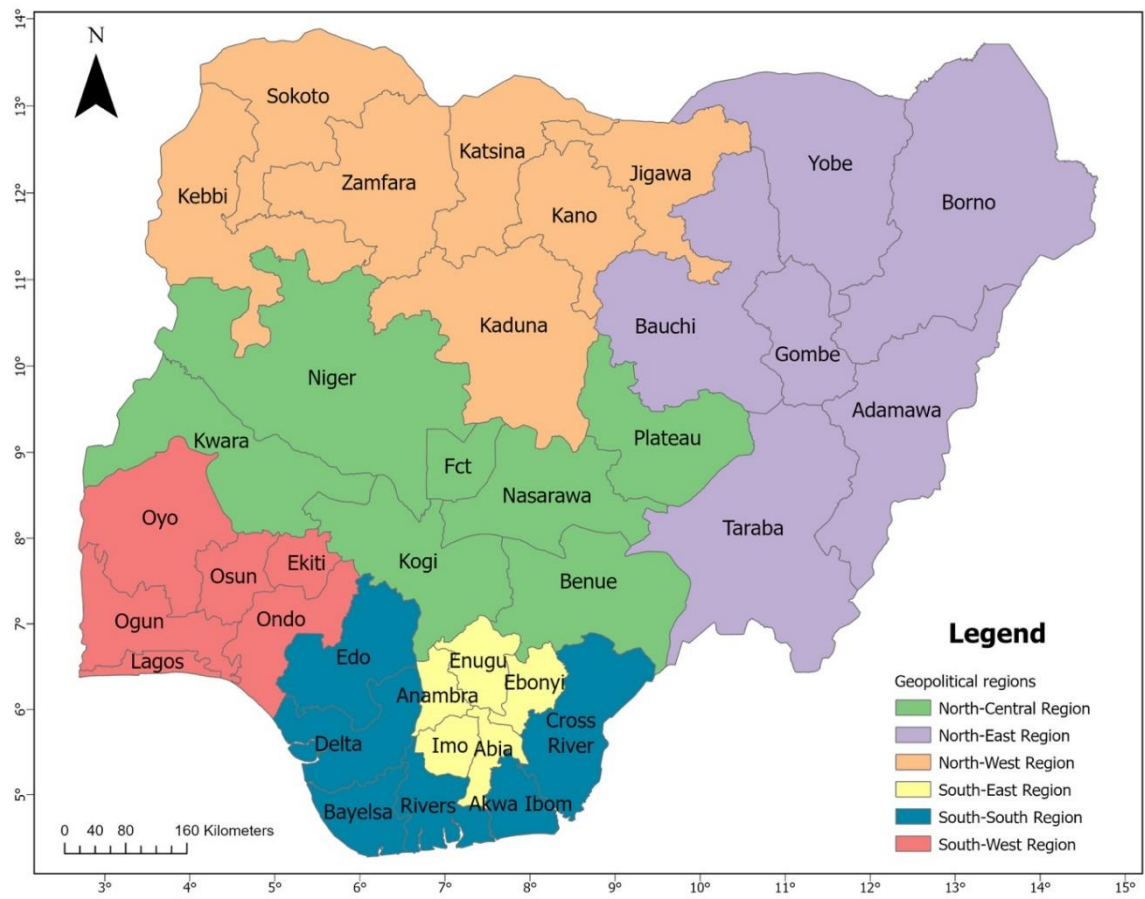 N
14°
13°
12°
11°
10°
9°
8°
7°
6°
5°
Sokoto
Katsina
Kebbi
Zamfara
Kano
Jigawa
Yobe
Borno
Kaduna
Bauchi
Gombe
Niger
Adamawa
Kwara
Plateau
Fct
Nasarawa
Oyo
Taraba
Kogi
Benue
Osun
Ekiti
Ogun
Ondo
Lagos
Edo
Enugu
Ebonyi
Anambra
Cross
River
Delta
Imo
Abia
Bayelsa
Rivers
Akwa Ibom
Legend
Geopolitical regions
North-Central Region
North-East Region
North-West Region
South-East Region
South-South Region
South-West Region
0 40 80 160 Kilometers
3° 4° 5° 6° 7° 8° 9° 10° 11° 12° 13° 14° 15°